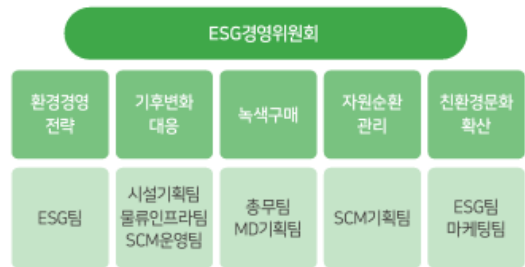 ESG경영위원회
환경경영
전략
기후변화
대응
녹색구매
자원순환
관리
친환경문화
확산
ESG팀
시설기획팀
물류인프라팀
SCM운영팀
총무팀
MD기획팀
SCM기획팀
ESG팀
마케팅팀